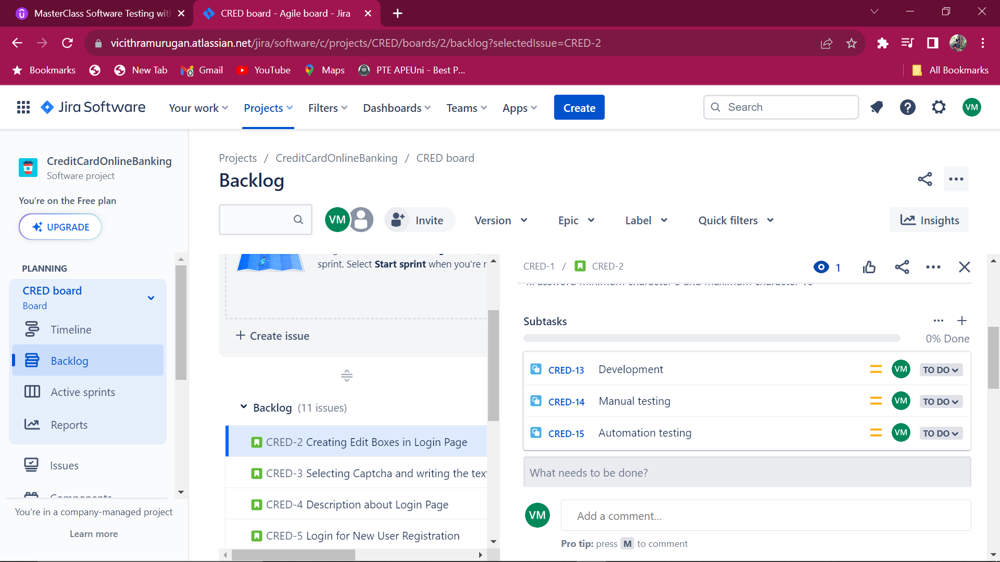 MasterClass Software Testing wit
CRED board - Agile board - Jira
vicithramurugan.atlassian.net/jira/software/c/projects/CRED/boards/2/backlog?selectedIssue=CRED-2
Bookmarks
New Tab
Gmail
YouTube
Maps
PTE APEUni - Best P...
All Bookmarks
Jira Software
Your work
Projects
Filters
Dashboards
Teams
Apps
Create
Search
VM
CreditCardOnlineBanking
Software project
You're on the Free plan
UPGRADE
PLANNING
CRED board
Board
Timeline
Backlog
Active sprints
Reports
Issues
Components
You're in a company-managed project
Learn more
Projects / CreditCardOnlineBanking / CRED board
Backlog
VM
Invite
Version
Epic
Label
Quick filters
Insights
sprint. Select Start sprint when you're r
+ Create issue
Backlog (11 issues)
CRED-2 Creating Edit Boxes in Login Page
CRED-3 Selecting Captcha and writing the tex
CRED-4 Description about Login Page
CRED-5 Login for New User Registration
CRED-1 / CRED-2
1
Subtasks
0% Done
CRED-13 Development VM TO DO
CRED-14 Manual testing VM TO DO
CRED-15 Automation testing VM TO DO
What needs to be done?
VM
Add a comment...
Pro tip: press M to comment